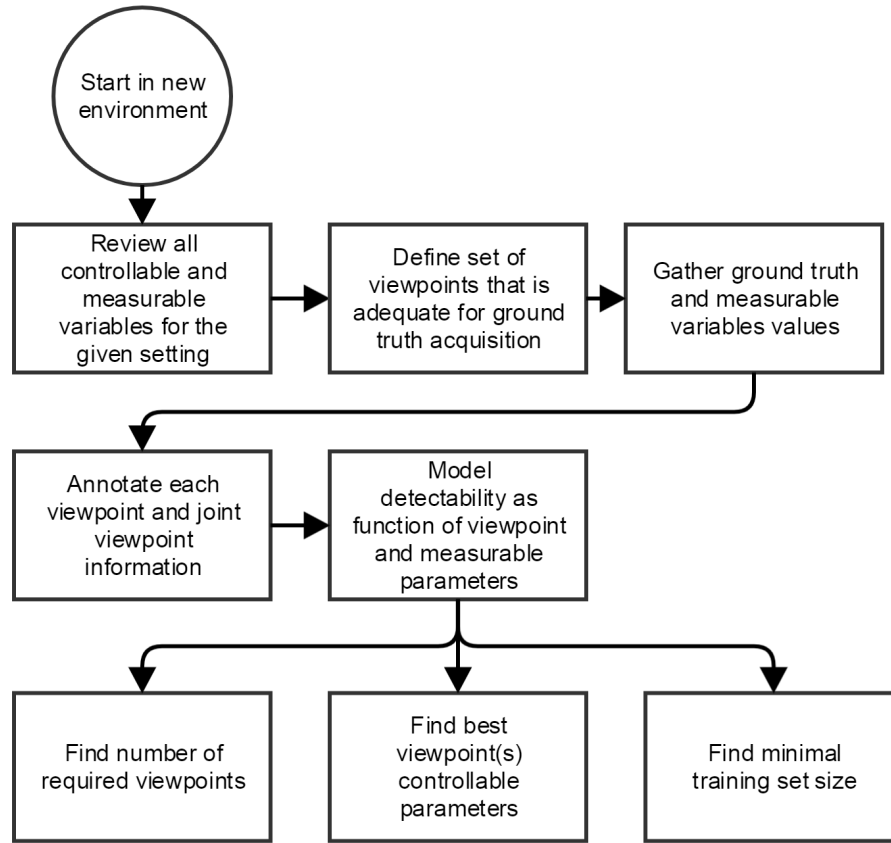 Start in new
environment
Review all
controllable and
measurable
variables for the
given setting
Define set of
viewpoints that is
adequate for ground
truth acquisition
Gather ground truth
and measurable
variables values
Annotate each
viewpoint and joint
viewpoint
information
Model
detectability as
function of viewpoint
and measurable
parameters
Find number of
required viewpoints
Find best
viewpoint(s)
controllable
parameters
Find minimal
training set size